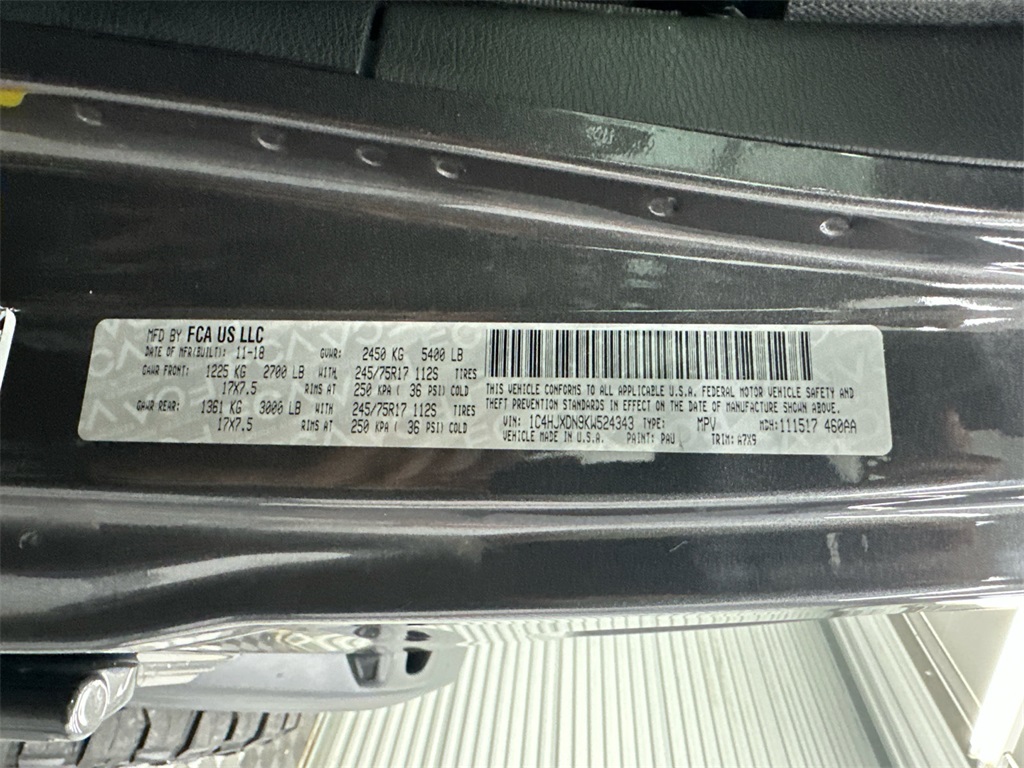 MFD BY FCA US LLC
DATE OF MFR(BUILT): 11-18 GVWR: 2450 KG 5400 LB
GAWR FRONT: 1225 KG 2700 LB WITH 245/75R17 112S TIRES
17X7.5 RIMS AT 250 KPA ( 36 PSI) COLD
GAWR REAR: 1361 KG 3000 LB WITH 245/75R17 112S TIRES
17X7.5 RIMS AT 250 KPA ( 36 PSI) COLD
THIS VEHICLE CONFORMS TO ALL APPLICABLE U.S.A. FEDERAL MOTOR VEHICLE SAFETY AND
THEFT PREVENTION STANDARDS IN EFFECT ON THE DATE OF MANUFACTURE SHOWN ABOVE.
VIN: 1C4HJXDN9KW524343 TYPE: MPV MDH: 111517 460AA
VEHICLE MADE IN U.S.A. PAINT: PAU TRIM: A7X9